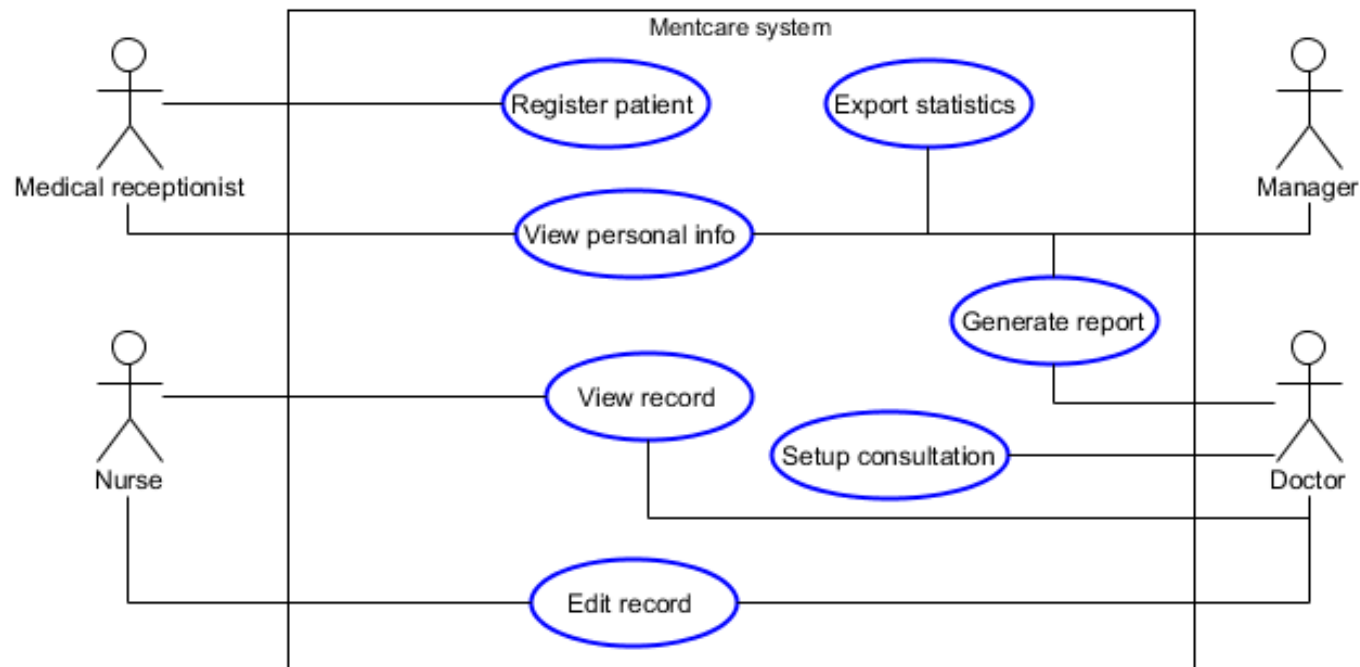 Mentcare system
Register patient
Export statistics
Medical receptionist
Manager
View personal info
Generate report
View record
Setup consultation
Nurse
Doctor
Edit record